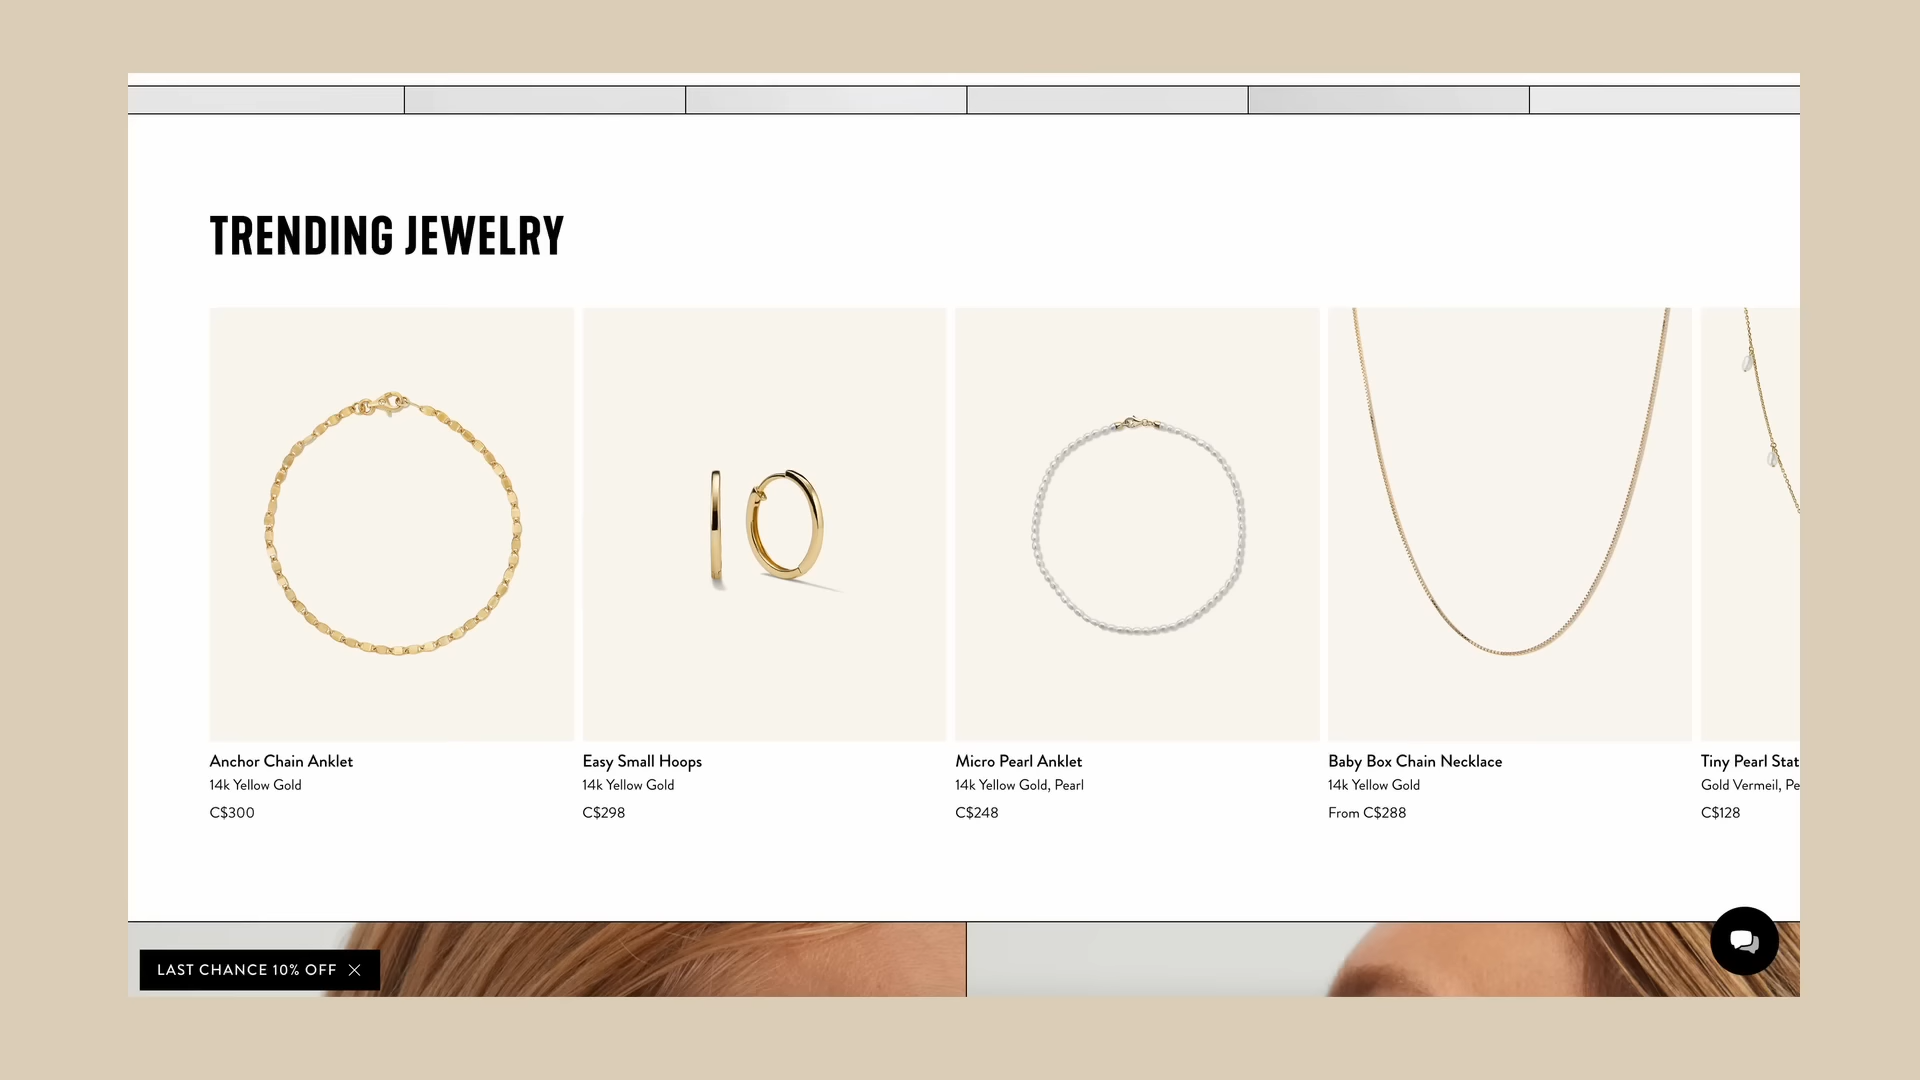 TRENDING JEWELRY
Anchor Chain Anklet
14k Yellow Gold
C$300
Easy Small Hoops
14k Yellow Gold
C$298
Micro Pearl Anklet
14k Yellow Gold, Pearl
C$248
Baby Box Chain Necklace
14k Yellow Gold
From C$288
Tiny Pearl Stat
Gold Vermeil, Pe
C$128
LAST CHANCE 10% OFF